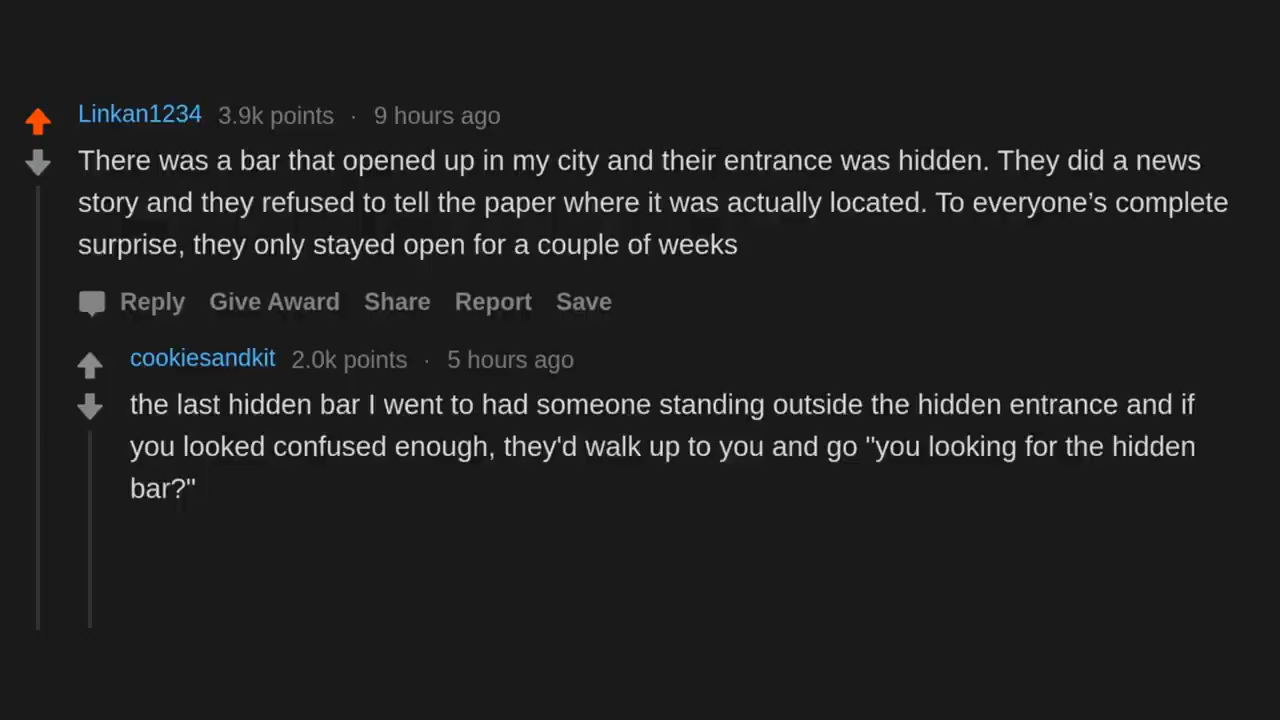 Linkan1234 3.9k points · 9 hours ago
There was a bar that opened up in my city and their entrance was hidden. They did a news
story and they refused to tell the paper where it was actually located. To everyone’s complete
surprise, they only stayed open for a couple of weeks
Reply Give Award Share Report Save
cookiesandkit 2.0k points · 5 hours ago
the last hidden bar I went to had someone standing outside the hidden entrance and if
you looked confused enough, they'd walk up to you and go "you looking for the hidden
bar?"